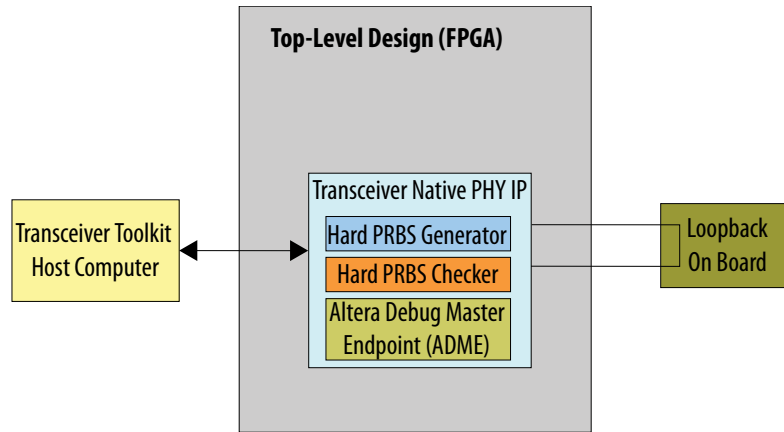 Top-Level Design (FPGA)
Transceiver Native PHY IP
Hard PRBS Generator
Hard PRBS Checker
Altera Debug Master
Endpoint (ADME)
Transceiver Toolkit
Host Computer
Loopback
On Board